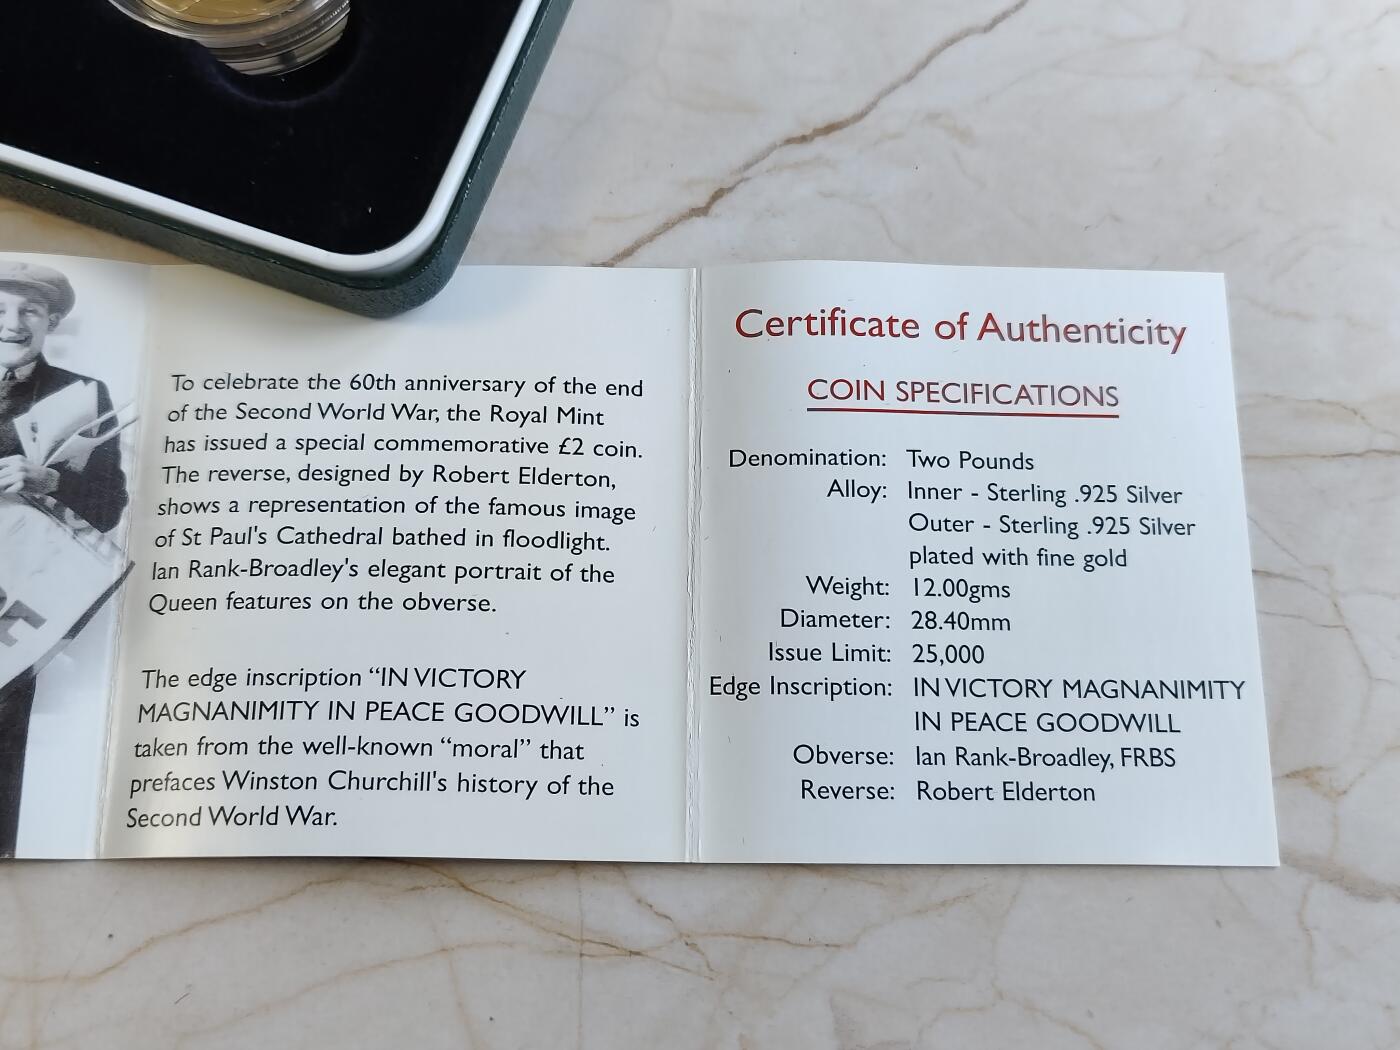 To celebrate the 60th anniversary of the end
of the Second World War, the Royal Mint
has issued a special commemorative £2 coin.
The reverse, designed by Robert Elderton,
shows a representation of the famous image
of St Paul's Cathedral bathed in floodlight.
Ian Rank-Broadley's elegant portrait of the
Queen features on the obverse.
The edge inscription “IN VICTORY
MAGNANIMITY IN PEACE GOODWILL” is
taken from the well-known “moral” that
prefaces Winston Churchill's history of the
Second World War.
Certificate of Authenticity
COIN SPECIFICATIONS
Denomination: Two Pounds
Alloy: Inner - Sterling .925 Silver
Outer - Sterling .925 Silver
plated with fine gold
Weight: 12.00gms
Diameter: 28.40mm
Issue Limit: 25,000
Edge Inscription: IN VICTORY MAGNANIMITY
IN PEACE GOODWILL
Obverse: Ian Rank-Broadley, FRBS
Reverse: Robert Elderton